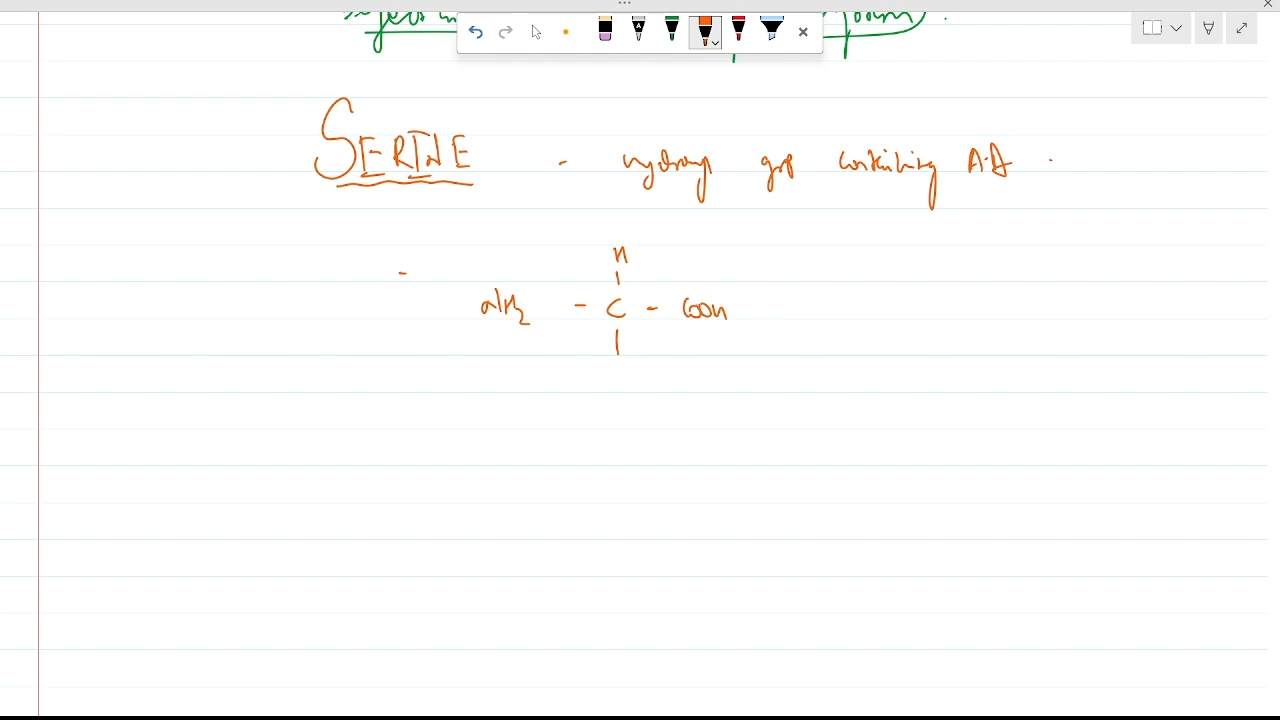 SERINE - hydroxy grp containing A.A.
H
NH2 - C - COOH